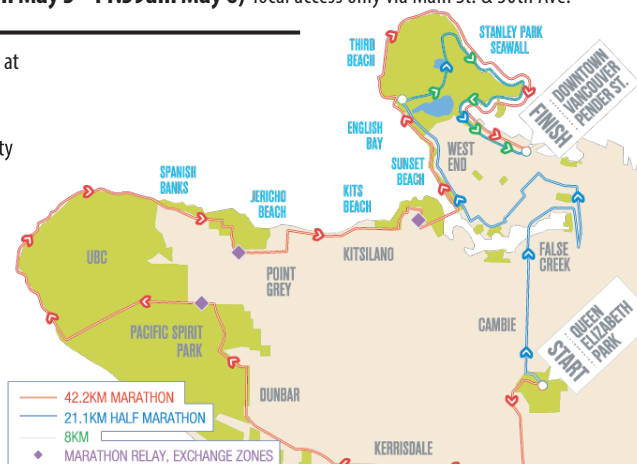 May 5 - 11:59am May 6) local access only via Main St. & 30th Ave.
at
ty
THIRD
BEACH
STANLEY PARK
SEAWALL
DOWNTOWN
VANCOUVER
PENDER ST.
FINISH
ENGLISH
BAY
WEST
END
SUNSET
BEACH
SPANISH
BANKS
JERICHO
BEACH
KITS
BEACH
UBC
POINT
GREY
KITSILANO
FALSE
CREEK
PACIFIC SPIRIT
PARK
CAMBIE
QUEEN
ELIZABETH
PARK
START
DUNBAR
KERRISDALE
42.2KM MARATHON
21.1KM HALF MARATHON
8KM
MARATHON RELAY, EXCHANGE ZONES